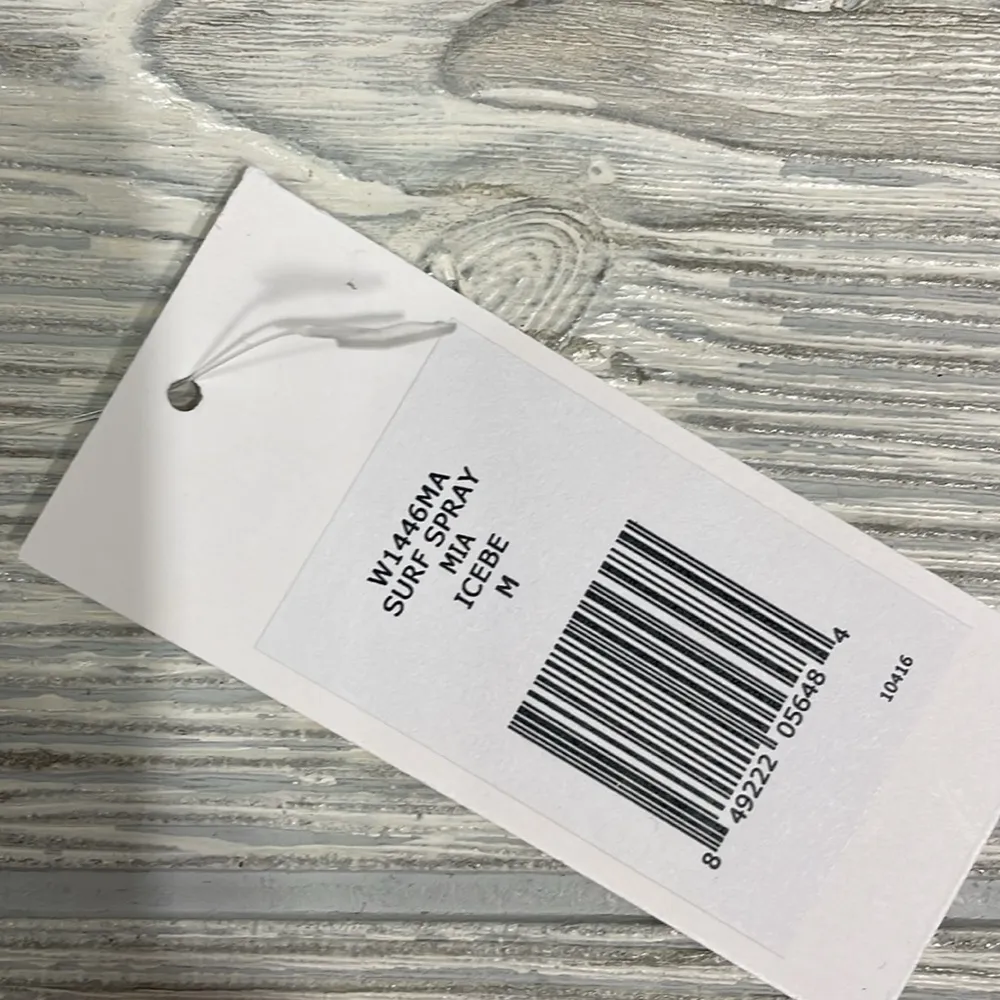 W1446MA
SURF SPRAY
MIA
ICEBE
M
8 49222 05648 4
10416